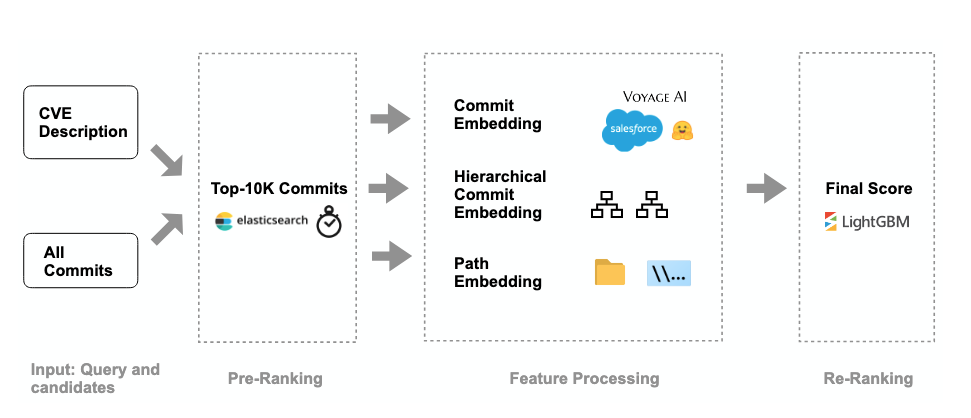 CVE
Description
All
Commits
Input: Query and
candidates
Top-10K Commits
elasticsearch
Pre-Ranking
Commit
Embedding
VOYAGE AI
salesforce
Hierarchical
Commit
Embedding
Path
Embedding
\\...
Feature Processing
Final Score
LightGBM
Re-Ranking